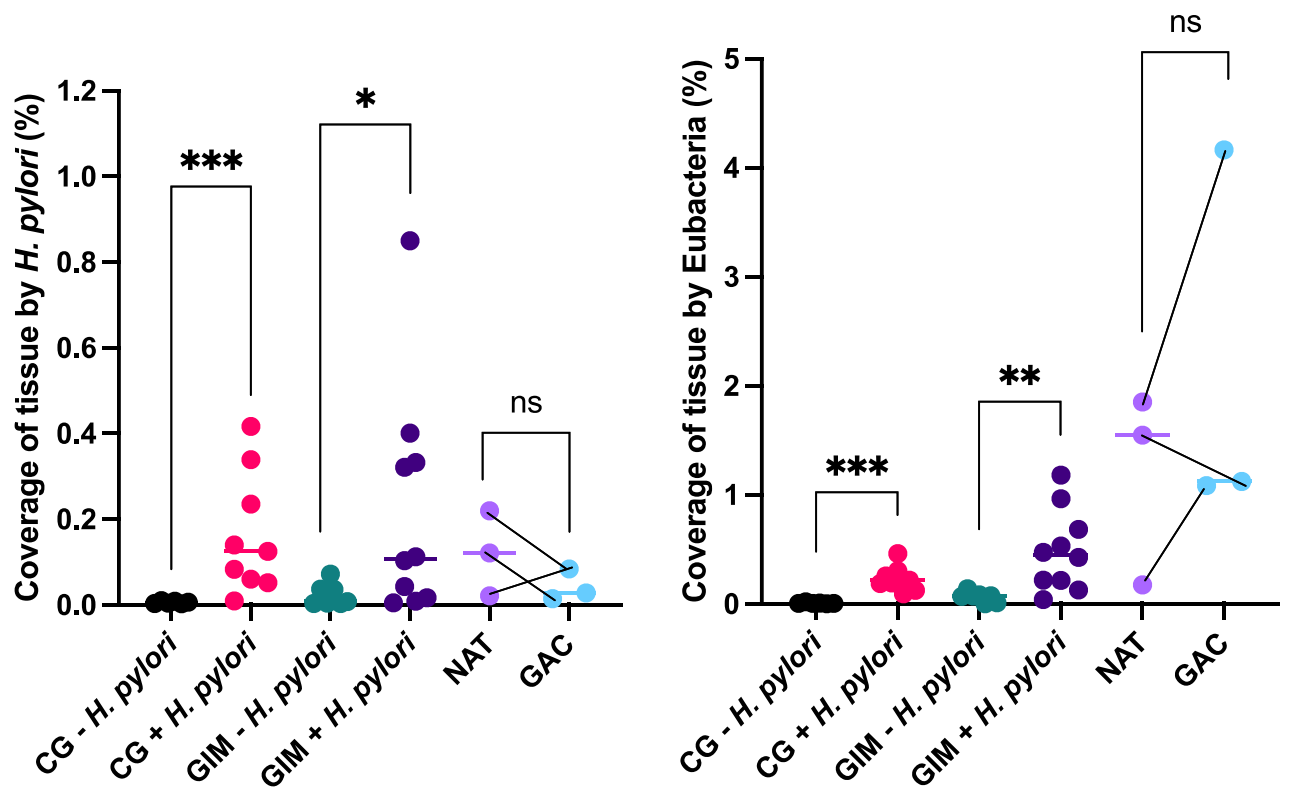 Coverage of tissue by H. pylori (%)
1.2
1.0
0.8
0.6
0.4
0.2
0.0
***
*
ns
CG - H. pylori
CG + H. pylori
GIM - H. pylori
GIM + H. pylori
NAT
GAC
Coverage of tissue by Eubacteria (%)
5
4
3
2
1
0
***
**
ns
CG - H. pylori
CG + H. pylori
GIM - H. pylori
GIM + H. pylori
NAT
GAC